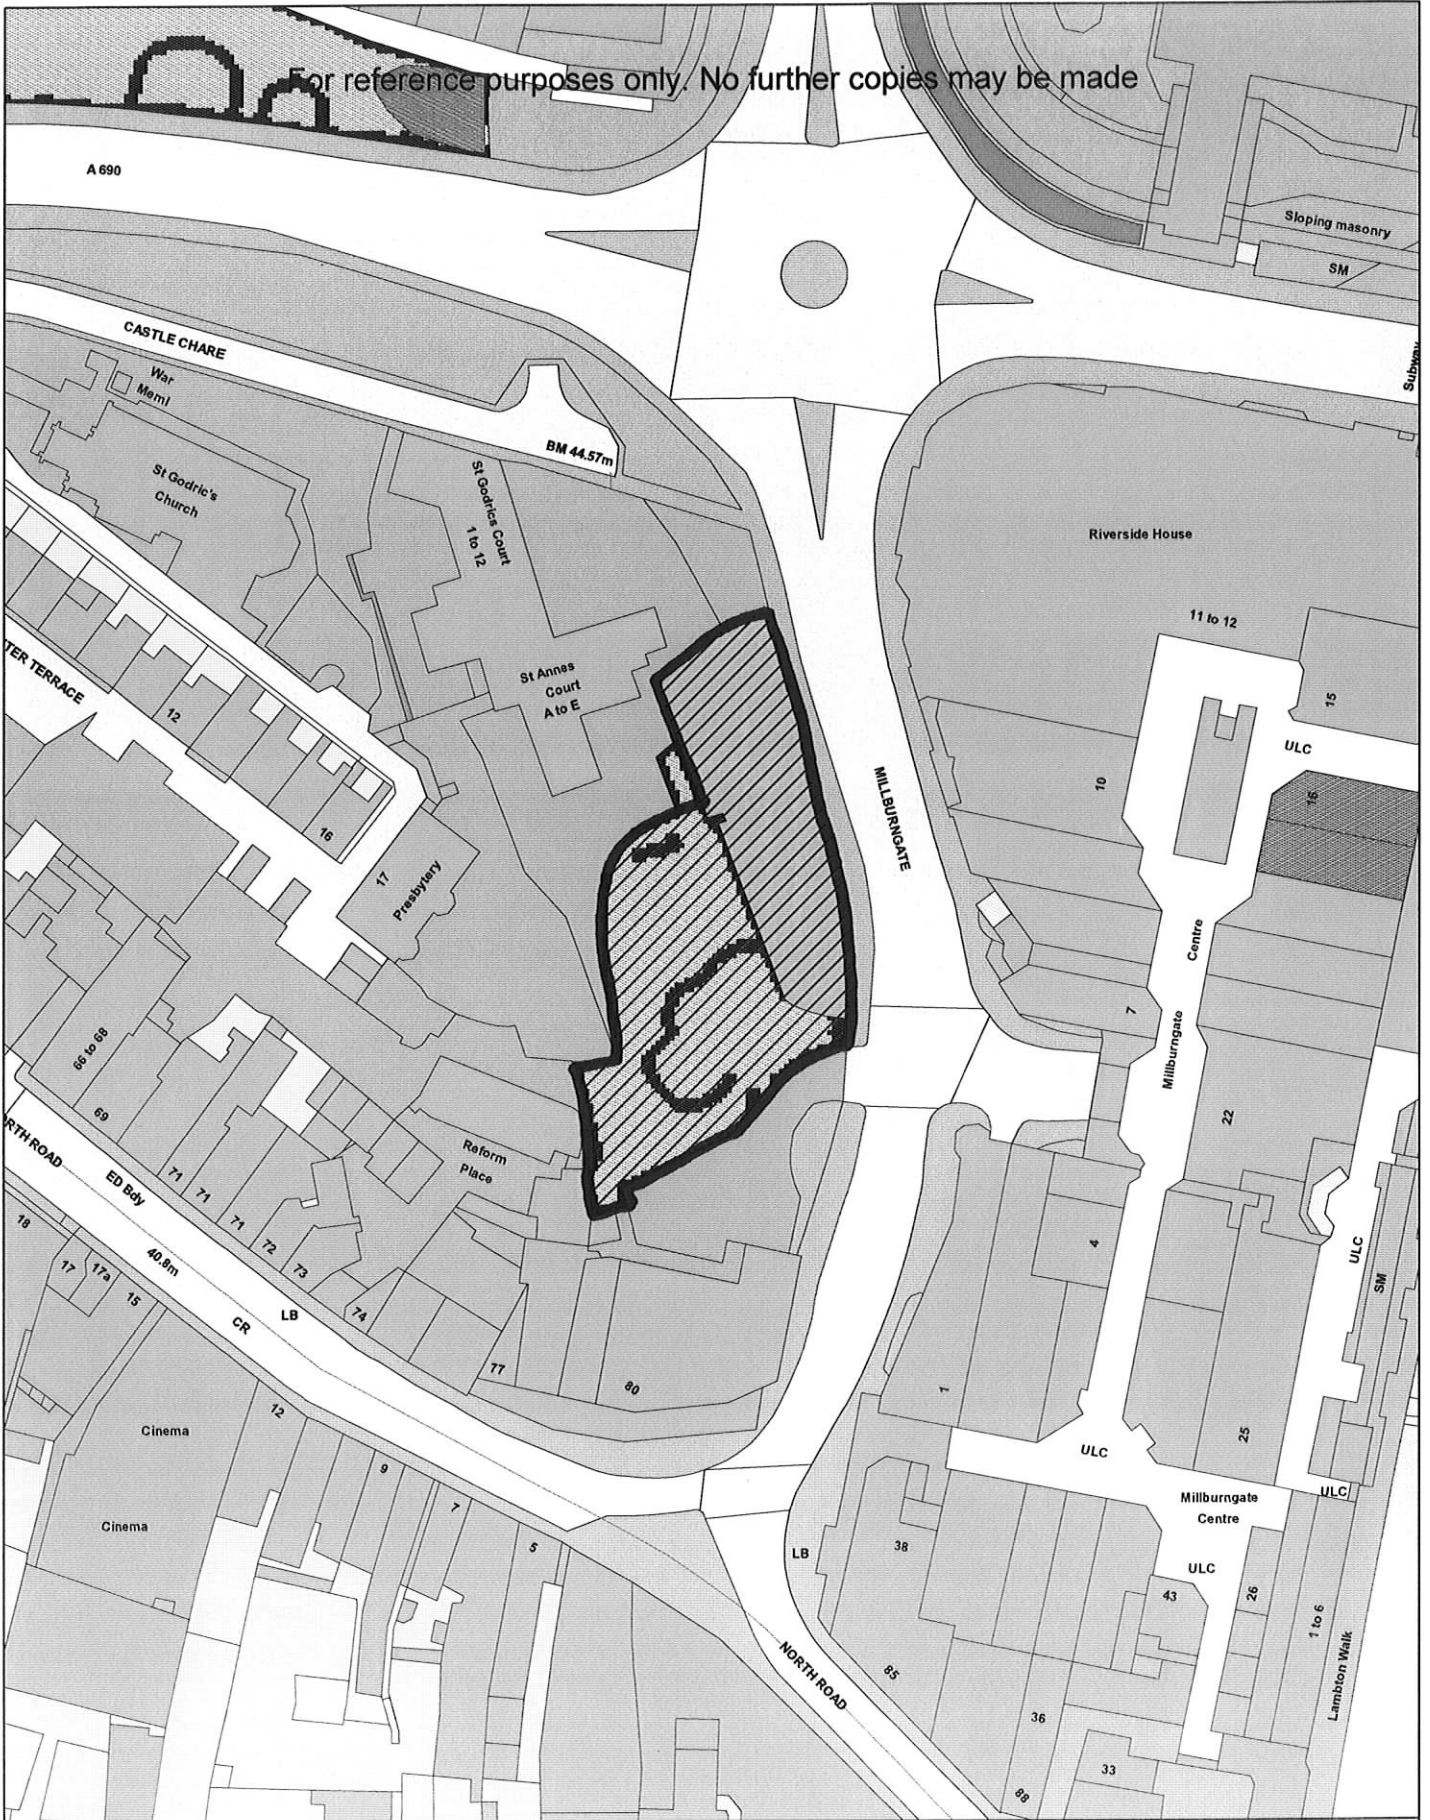 For reference purposes only. No further copies may be made
A 690
Sloping masonry
SM
CASTLE CHARE
Subway
War
Meml
BM 44.57m
St Godric's
Church
St Godrics Court
1 to 12
Riverside House
11 to 12
TER TERRACE
12
St Annes
Court
A to E
15
ULC
10
16
MILLBURNGATE
16
17
Presbytery
Millburngate
Centre
7
66 to 68
69
22
RTH ROAD
ED Bdy
71
71
71
72
73
74
Reform
Place
18
17
17a
15
40.8m
CR
LB
77
80
4
ULC
SM
1
25
Cinema
12
9
7
5
Cinema
ULC
Millburngate
Centre
ULC
ULC
LB
38
43
26
1 to 6
Lambton Walk
NORTH ROAD
85
36
33
88